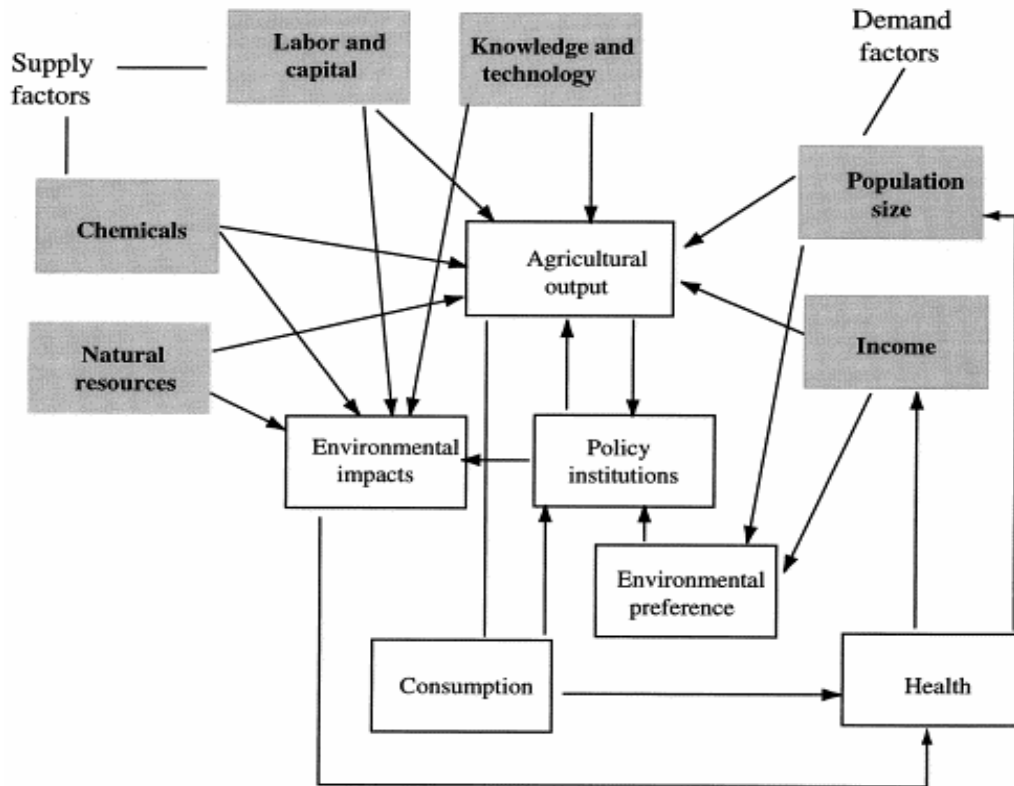 Supply
factors
Labor and
capital
Knowledge and
technology
Demand
factors
Chemicals
Population
size
Agricultural
output
Natural
resources
Income
Environmental
impacts
Policy
institutions
Environmental
preference
Consumption
Health